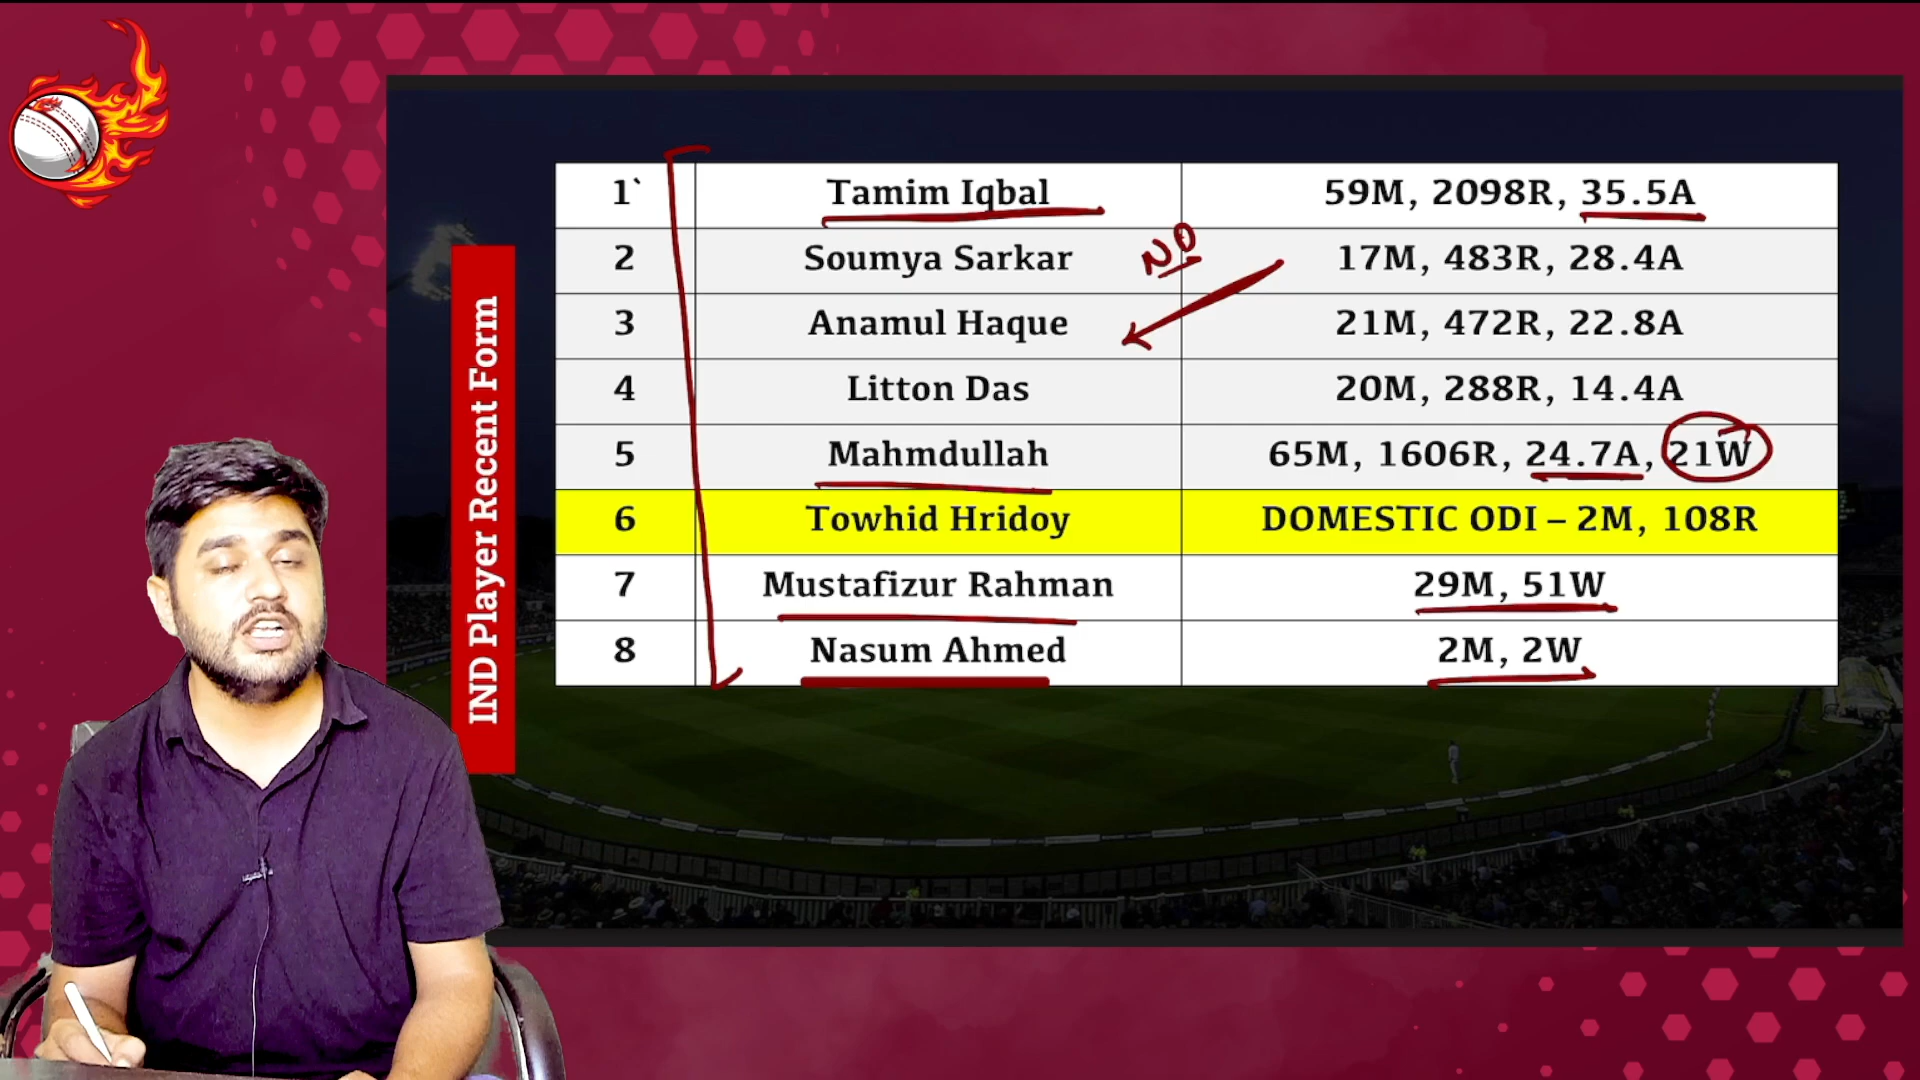 IND Player Recent Form
1` Tamim Iqbal 59M, 2098R, 35.5A
2 Soumya Sarkar NO 17M, 483R, 28.4A
3 Anamul Haque 21M, 472R, 22.8A
4 Litton Das 20M, 288R, 14.4A
5 Mahmdullah 65M, 1606R, 24.7A, 21W
6 Towhid Hridoy DOMESTIC ODI – 2M, 108R
7 Mustafizur Rahman 29M, 51W
8 Nasum Ahmed 2M, 2W